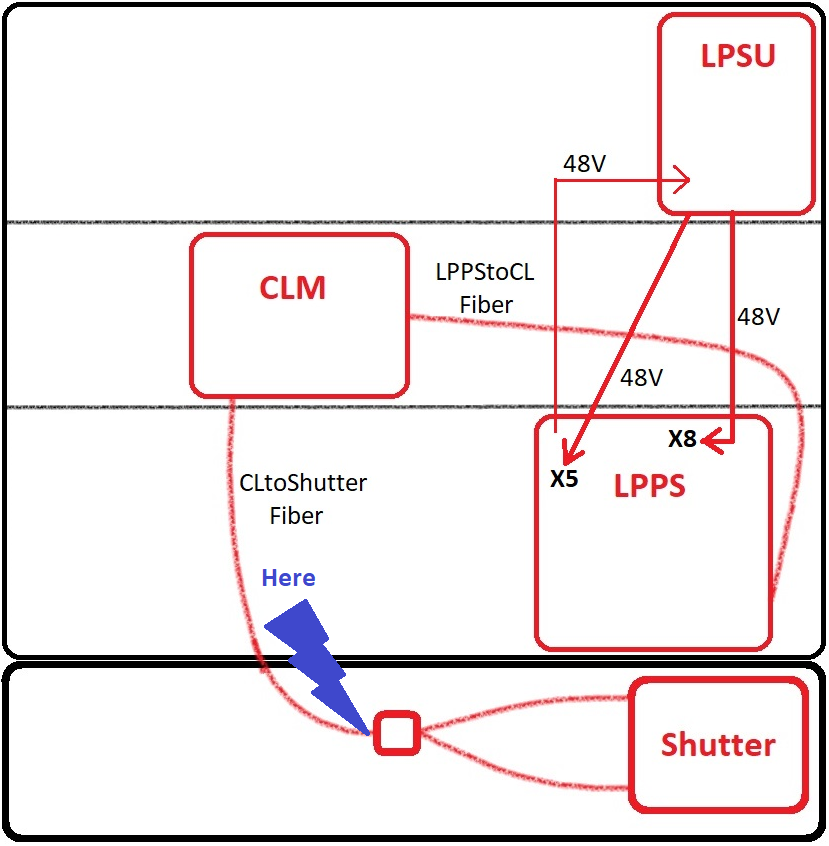 LPSU
48V
CLM
LPPStoCL
Fiber
48V
48V
X8
X5
LPPS
CLtoShutter
Fiber
Here
Shutter